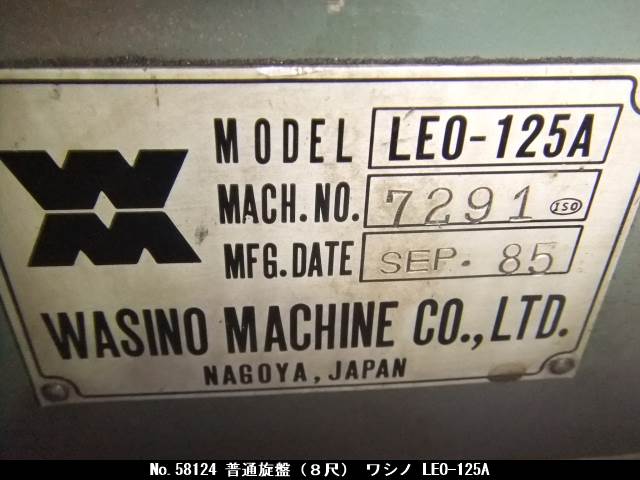 MODEL LEO-125A
MACH.NO. 7291 ISO
MFG.DATE SEP. 85
WASINO MACHINE CO.,LTD.
NAGOYA, JAPAN
No.58124 普通旋盤（８尺） ワシノ LEO-125A